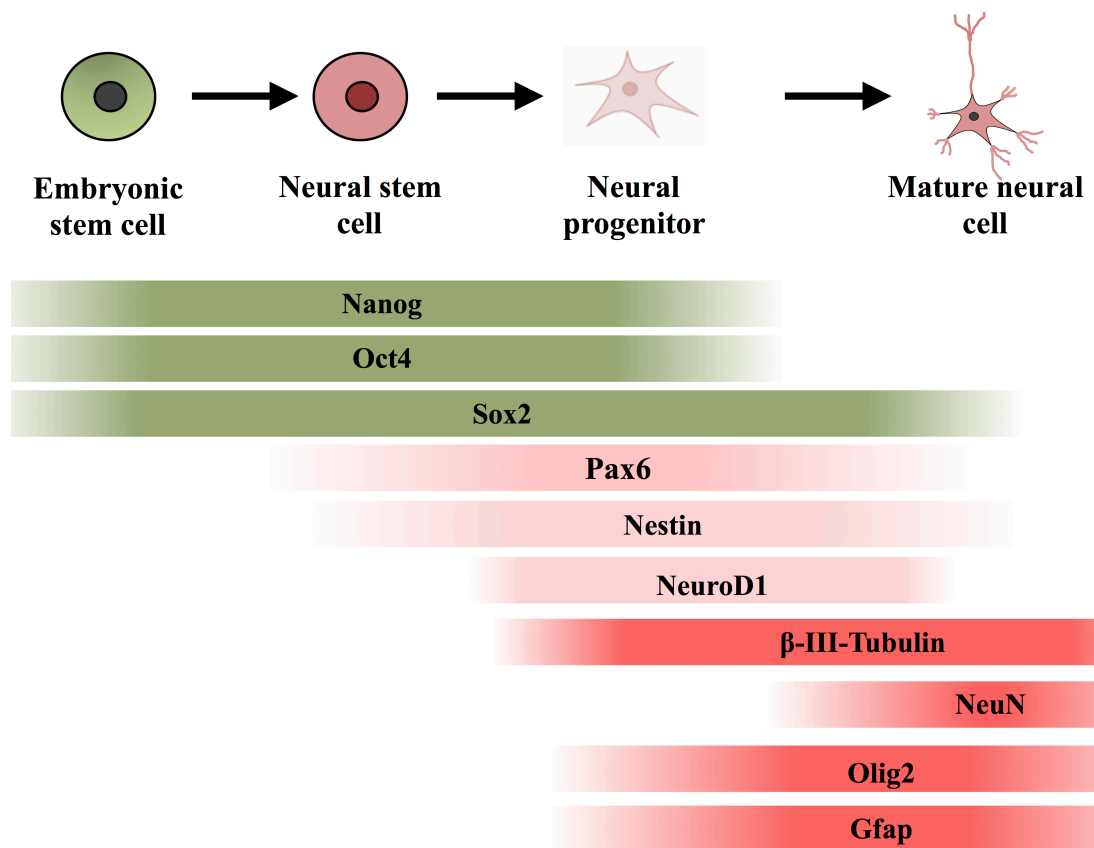 Embryonic
stem cell
Neural stem
cell
Neural
progenitor
Mature neural
cell
Nanog
Oct4
Sox2
Pax6
Nestin
NeuroD1
β-III-Tubulin
NeuN
Olig2
Gfap